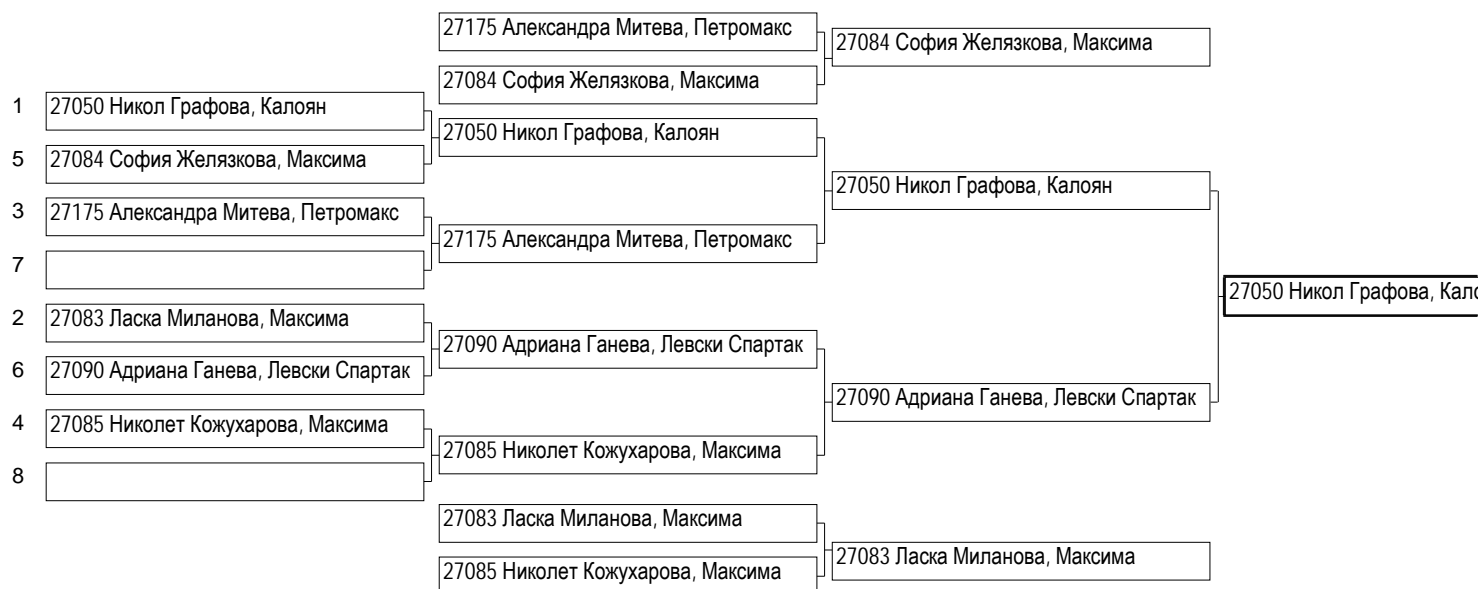 27175 Александра Митева, Петромакс
27084 София Желязкова, Максима
27084 София Желязкова, Максима
1 27050 Никол Графова, Калоян
27050 Никол Графова, Калоян
5 27084 София Желязкова, Максима
27050 Никол Графова, Калоян
3 27175 Александра Митева, Петромакс
27175 Александра Митева, Петромакс
7
27050 Никол Графова, Кало
2 27083 Ласка Миланова, Максима
27090 Адриана Ганева, Левски Спартак
6 27090 Адриана Ганева, Левски Спартак
27090 Адриана Ганева, Левски Спартак
4 27085 Николет Кожухарова, Максима
27085 Николет Кожухарова, Максима
8
27083 Ласка Миланова, Максима
27083 Ласка Миланова, Максима
27085 Николет Кожухарова, Максима